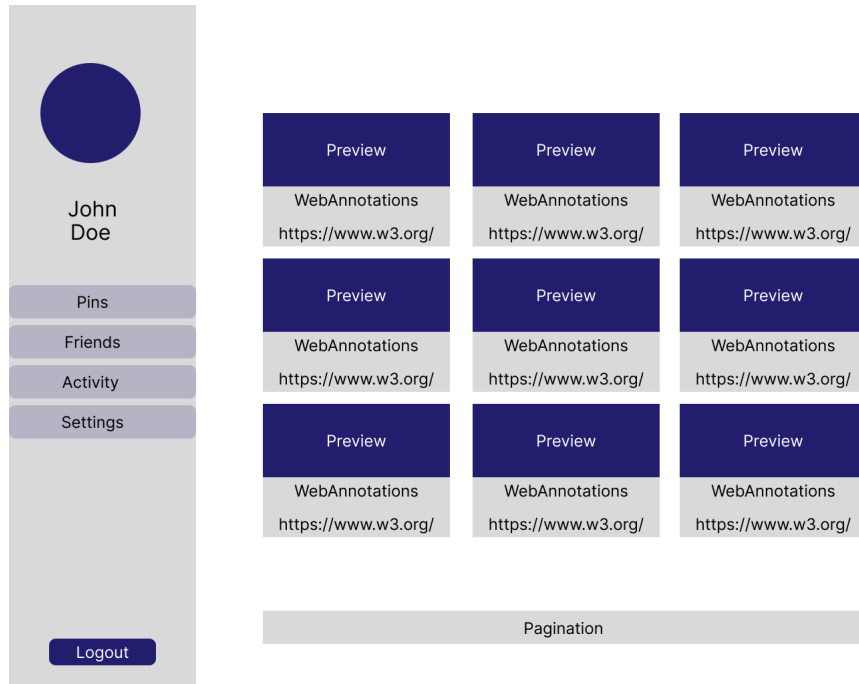 John
Doe
Pins
Friends
Activity
Settings
Logout
Preview Preview Preview
WebAnnotations WebAnnotations WebAnnotations
https://www.w3.org/ https://www.w3.org/ https://www.w3.org/
Preview Preview Preview
WebAnnotations WebAnnotations WebAnnotations
https://www.w3.org/ https://www.w3.org/ https://www.w3.org/
Preview Preview Preview
WebAnnotations WebAnnotations WebAnnotations
https://www.w3.org/ https://www.w3.org/ https://www.w3.org/
Pagination